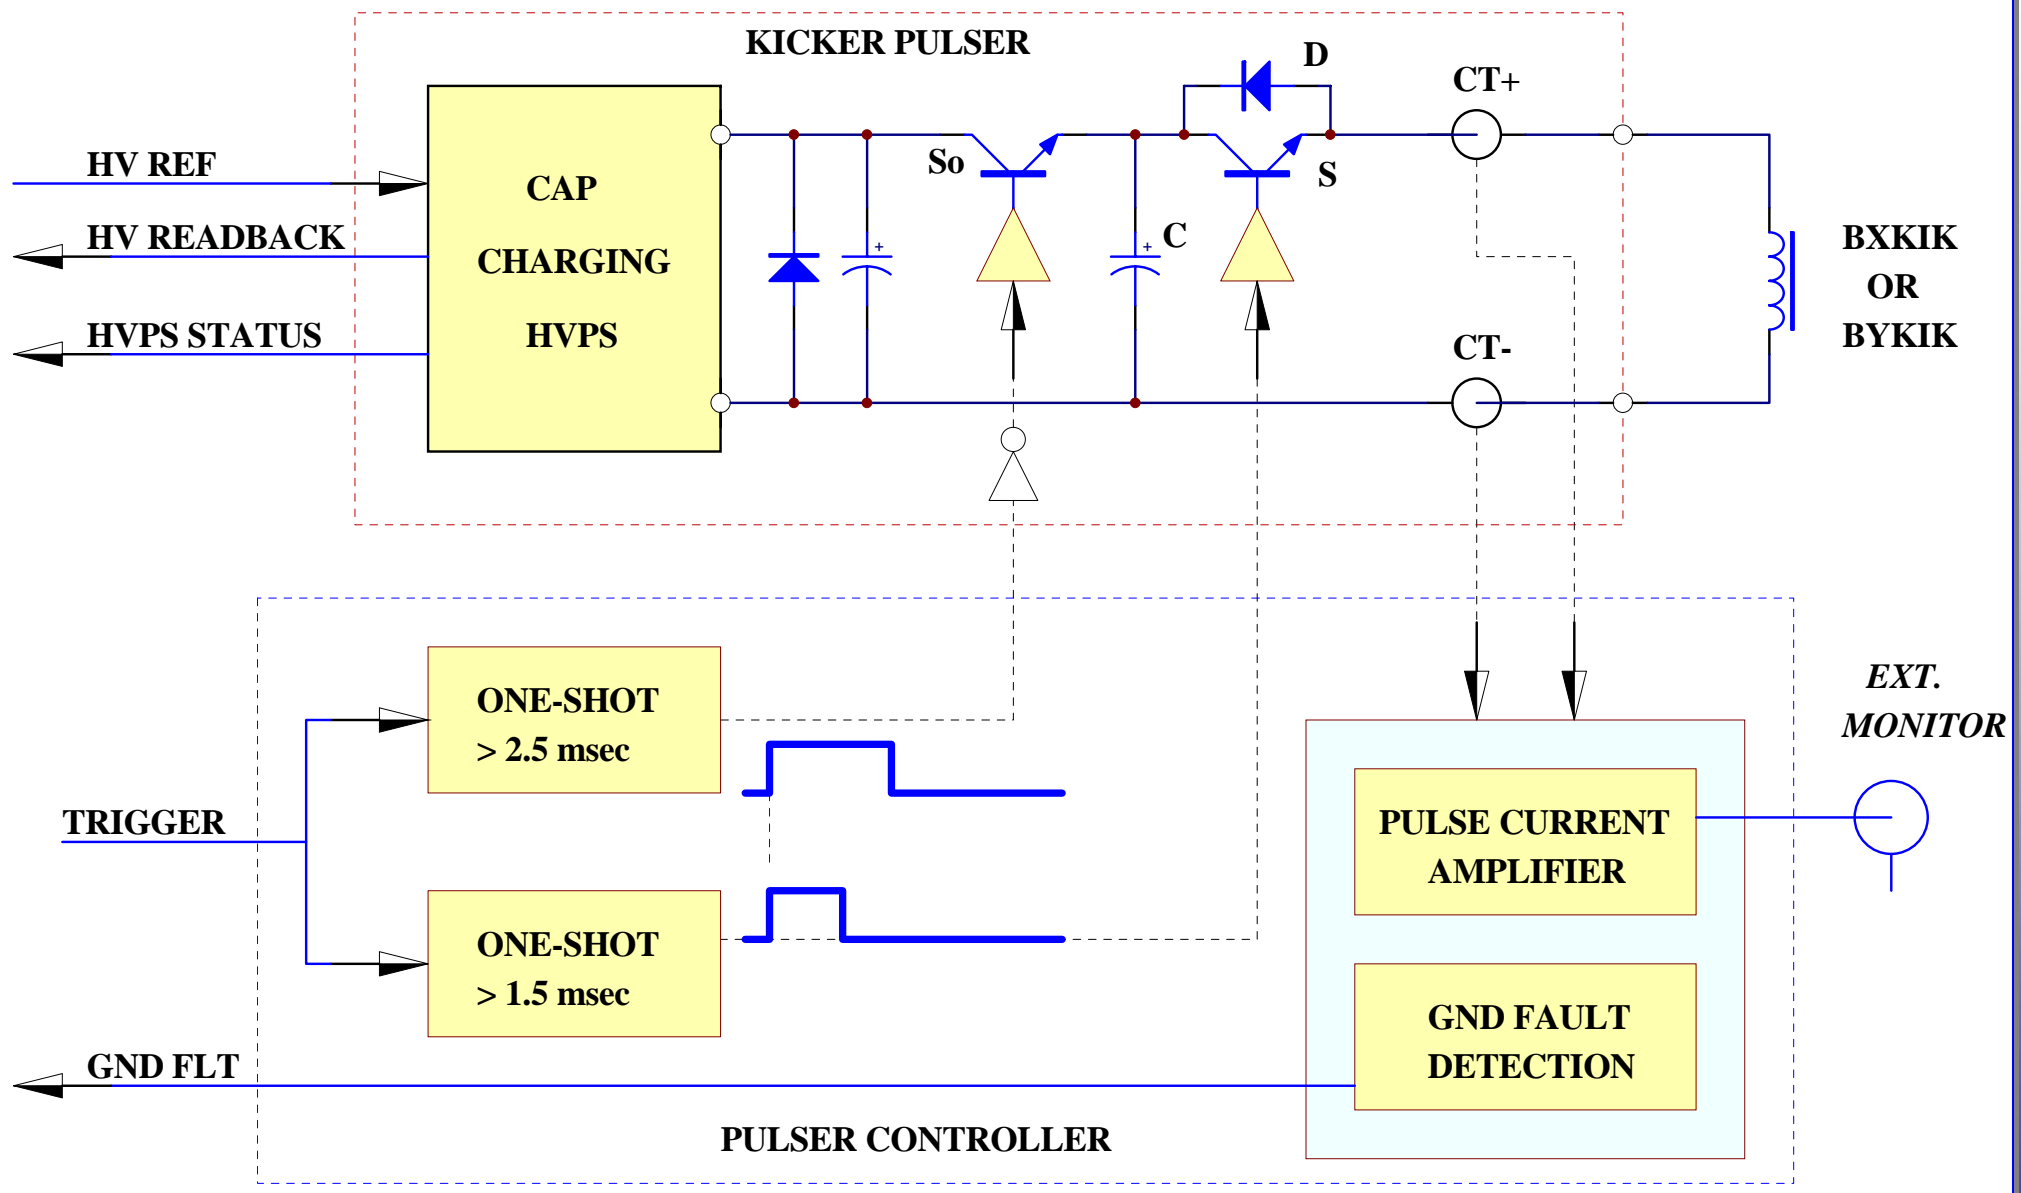 KICKER PULSER
D
CT+
So
S
HV REF
CAP
HV READBACK
CHARGING
+
+
C
BXKIK
OR
HVPS STATUS
HVPS
CT-
BYKIK
ONE-SHOT
> 2.5 msec
EXT.
MONITOR
TRIGGER
PULSE CURRENT
AMPLIFIER
ONE-SHOT
> 1.5 msec
GND FAULT
DETECTION
GND FLT
PULSER CONTROLLER